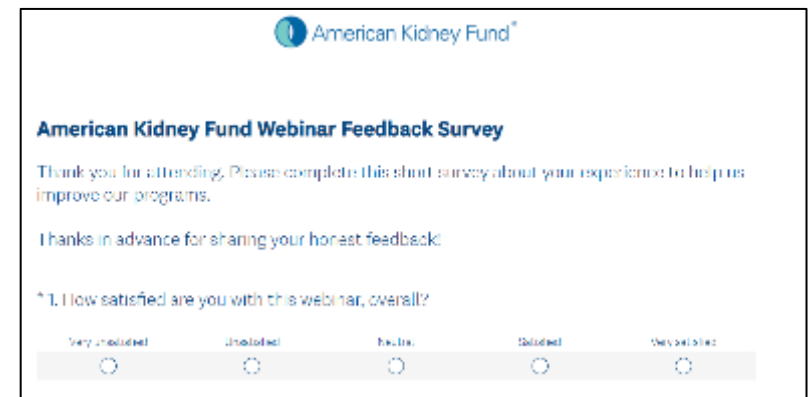 American Kidney Fund®
American Kidney Fund Webinar Feedback Survey
Thank you for attending. Please complete this short survey about your experience to help us
improve our programs.
Thanks in advance for sharing your honest feedback!
* 1. How satisfied are you with this webinar, overall?
Very unsatisfied Unsatisfied Neutral Satisfied Very satisfied